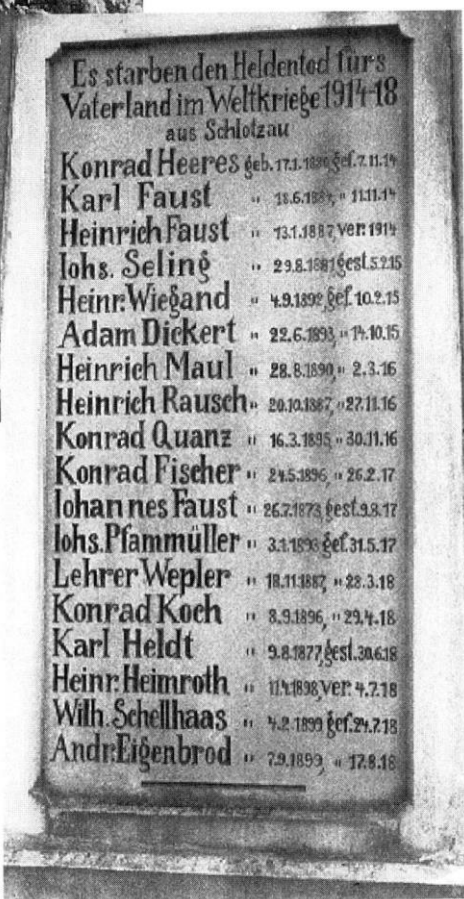 Es starben den Heldentod fürs
Vaterland im Weltkriege 1914-18
aus Schlotzau
Konrad Heeres geb. 17.1. gef. 7.11.14
Karl Faust " 18.6.1884, " 11.11.14
Heinrich Faust " 13.1.1887, ver. 1914
Iohs. Seling " 29.8.1881 gest. 5.2.15
Heinr. Wiegand " 4.9.1892, gef. 10.2.15
Adam Dickert " 22.6.1893, " 14.10.15
Heinrich Maul " 28.8.1890, " 2.3.16
Heinrich Rausch " 20.10.1887, " 27.11.16
Konrad Quanz " 16.3.1895, " 30.11.16
Konrad Fischer " 24.5.1896, " 26.2.17
Iohannes Faust " 26.7.1873, gest. 9.8.17
Iohs. Pfammüller " 3.1.1893 gef. 31.5.17
Lehrer Wepler " 18.11.1887, " 28.3.18
Konrad Koch " 8.9.1896, " 29.4.18
Karl Heldt " 9.8.1877, gest. 30.6.18
Heinr. Heimroth " 11.4.1898, ver. 4.7.18
Wilh. Schellhaas " 4.2.1899 gef. 24.7.18
Andr. Eigenbrod " 7.9.1899, " 17.8.18